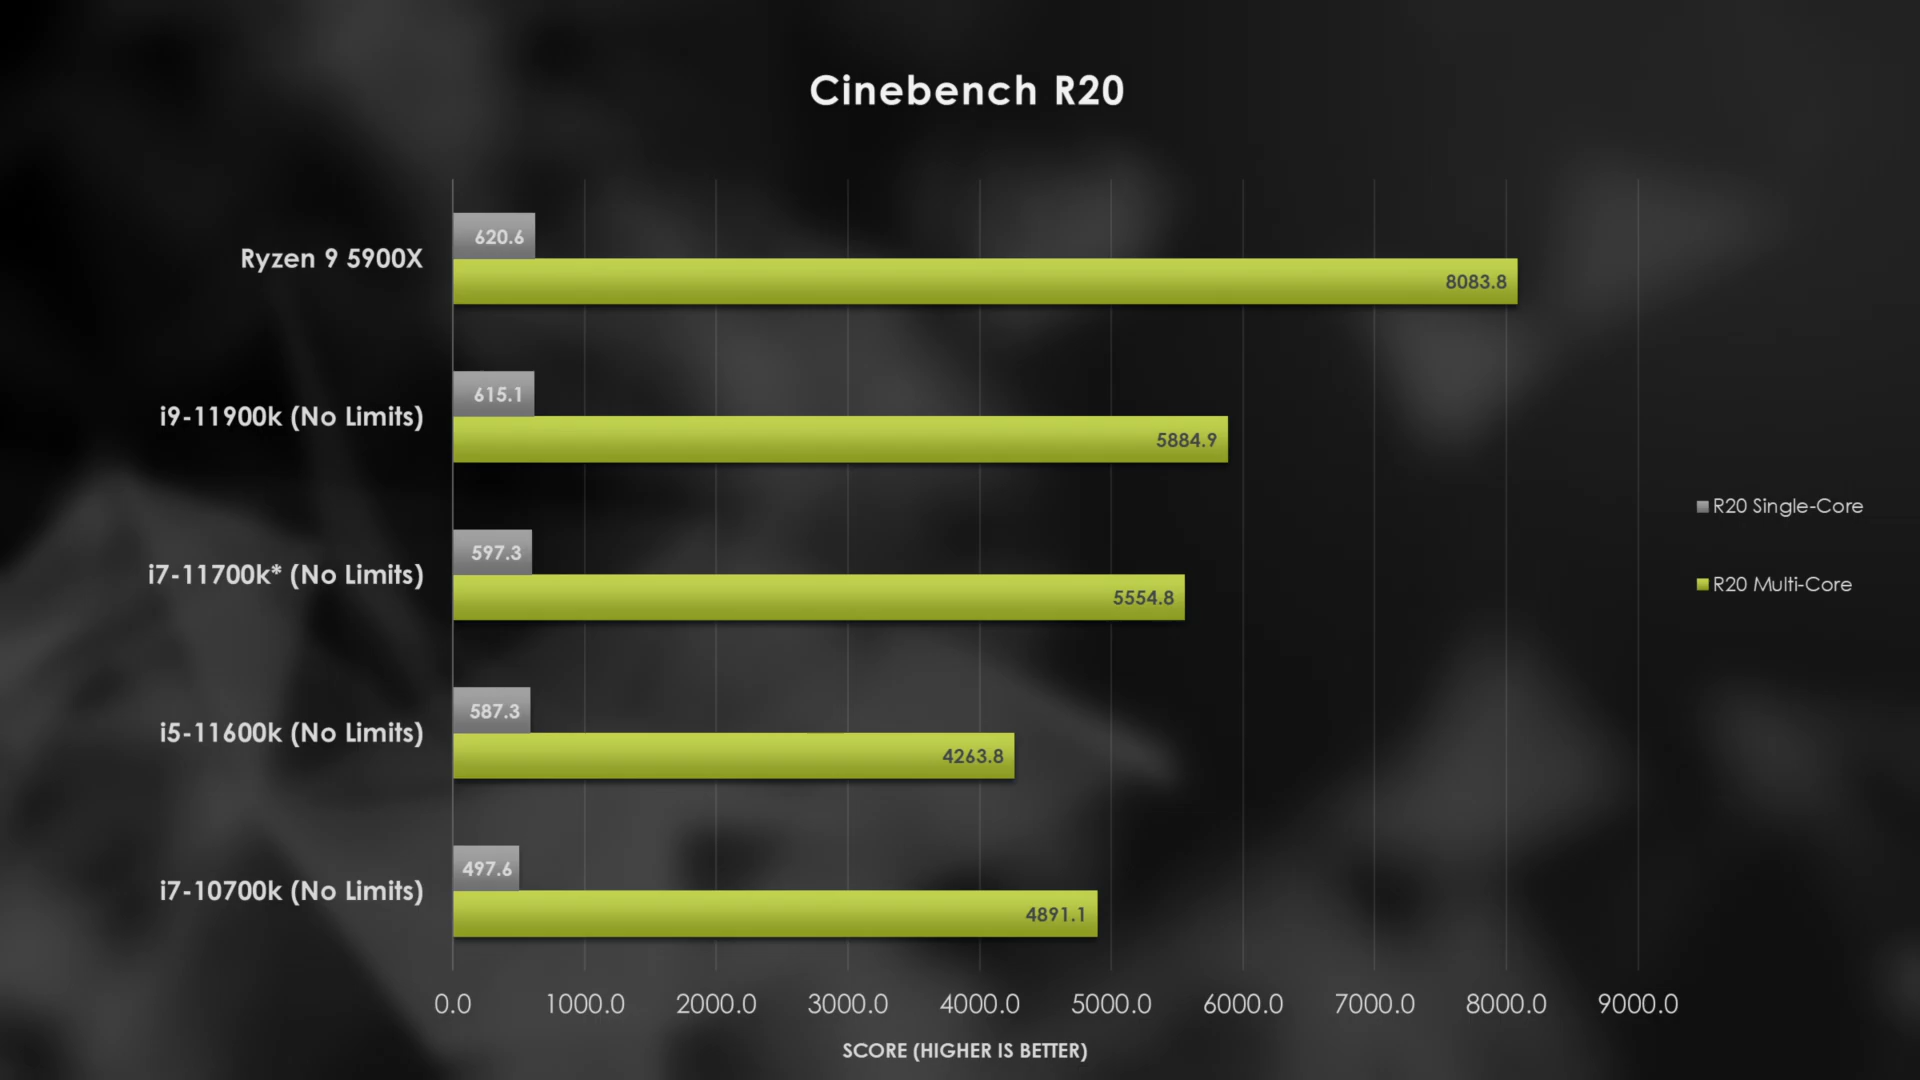 Cinebench R20
Ryzen 9 5900X
620.6
8083.8
i9-11900k (No Limits)
615.1
5884.9
i7-11700k* (No Limits)
597.3
5554.8
i5-11600k (No Limits)
587.3
4263.8
i7-10700k (No Limits)
497.6
4891.1
R20 Single-Core
R20 Multi-Core
0.0 1000.0 2000.0 3000.0 4000.0 5000.0 6000.0 7000.0 8000.0 9000.0
SCORE (HIGHER IS BETTER)